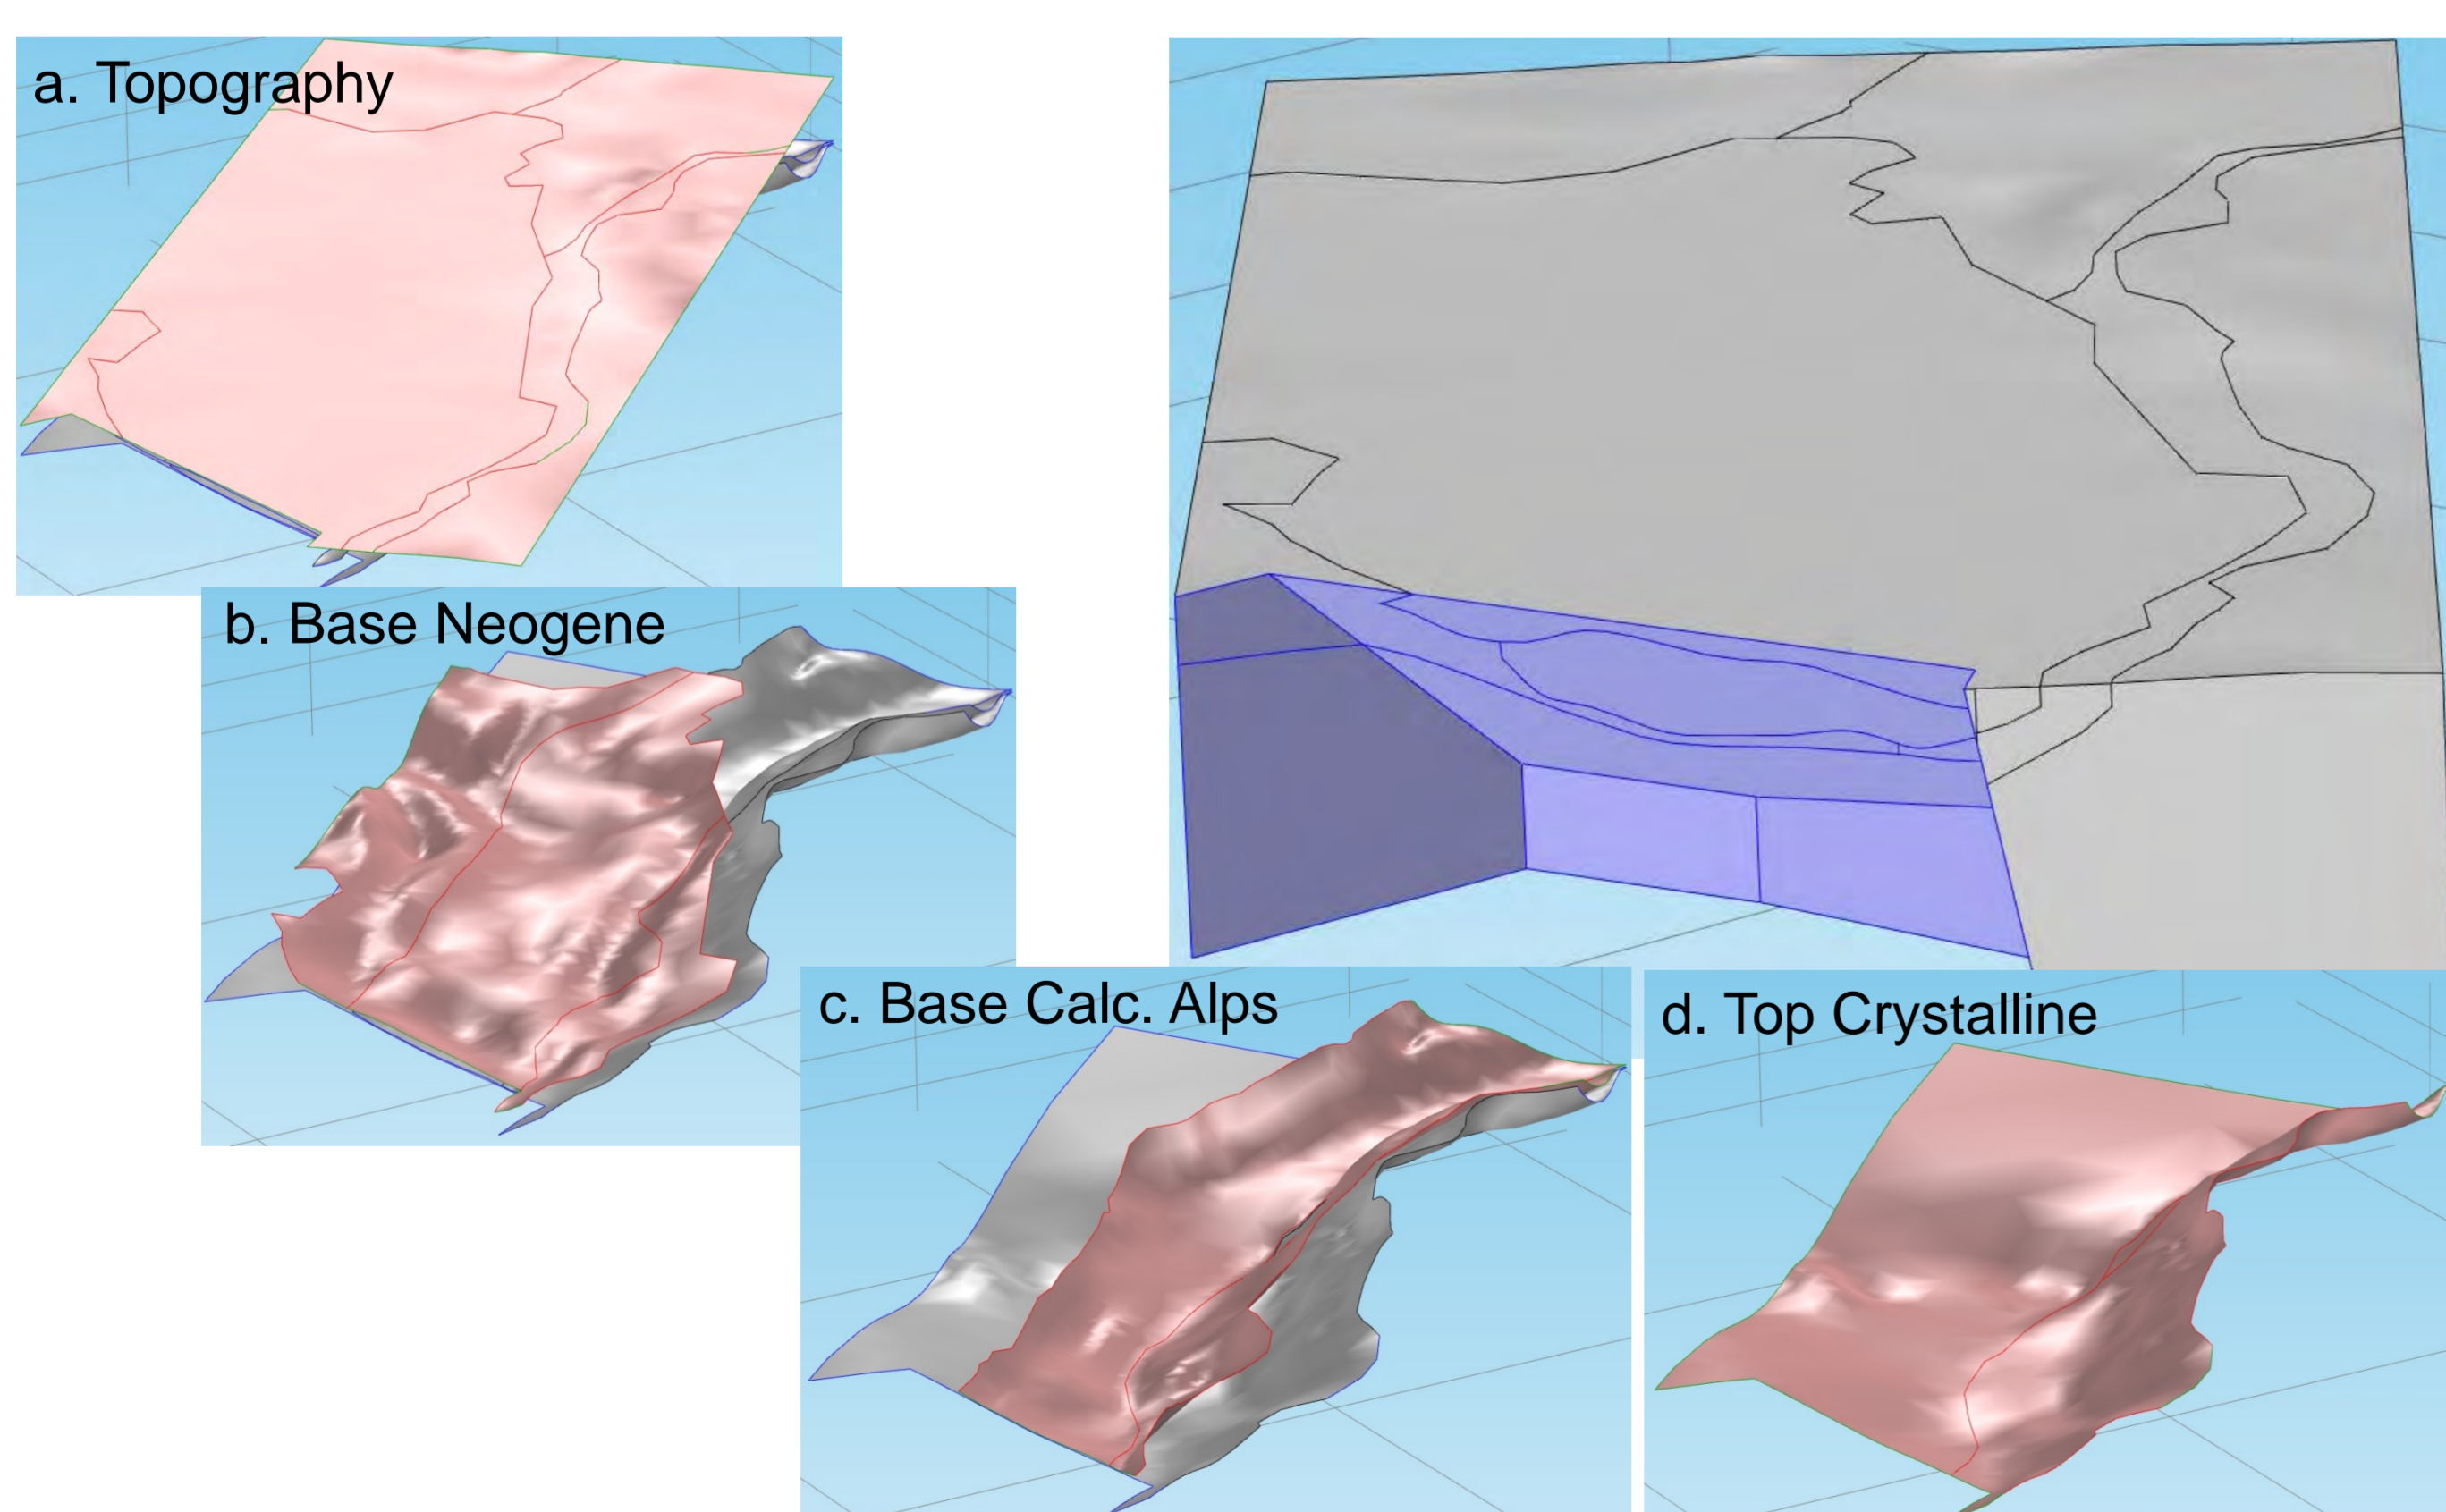 a. Topography
b. Base Neogene
c. Base Calc. Alps
d. Top Crystalline